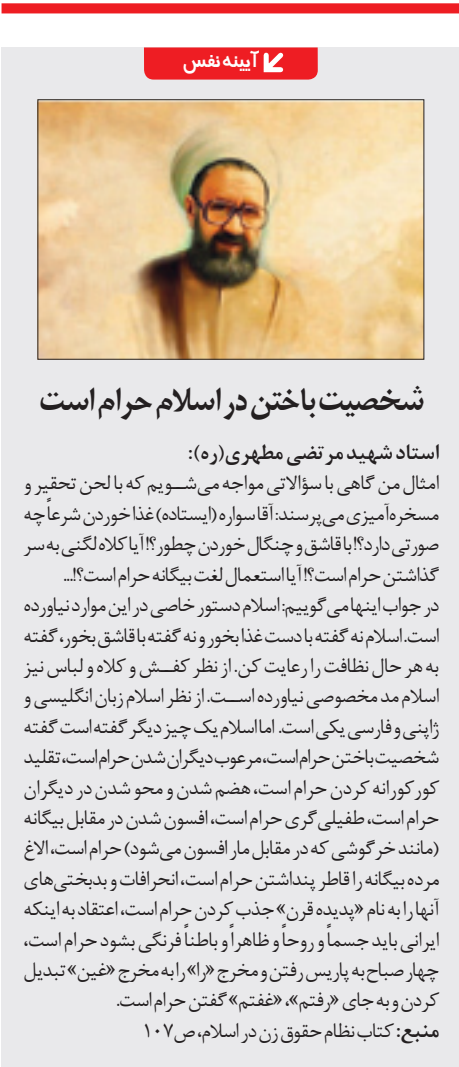 آیینه نفس
شخصیت باختن در اسلام حرام است
استاد شهید مرتضی مطهری(ره):
امثال من گاهی با سؤالاتی مواجه می‌شــویم که با لحن تحقیر و
مسخره‌آمیزی می‌پرسند: آقا سواره (ایستاده) غذا خوردن شرعاً چه
صورتی دارد؟! با قاشق و چنگال خوردن چطور؟! آیا کلاه لگنی به سر
گذاشتن حرام است؟! آیا استعمال لغت بیگانه حرام است؟!...
در جواب اینها می‌گوییم: اسلام دستور خاصی در این موارد نیاورده
است. اسلام نه گفته با دست غذا بخور و نه گفته با قاشق بخور، گفته
به هر حال نظافت را رعایت کن. از نظر کفــش و کلاه و لباس نیز
اسلام مد مخصوصی نیاورده اســت. از نظر اسلام زبان انگلیسی و
ژاپنی و فارسی یکی است. اما اسلام یک چیز دیگر گفته است گفته
شخصیت باختن حرام است، مرعوب دیگران شدن حرام است، تقلید
کورکورانه کردن حرام است، هضم شدن و محو شدن در دیگران
حرام است، طفیلی‌گری حرام است، افسون شدن در مقابل بیگانه
(مانند خرگوشی که در مقابل مار افسون می‌شود) حرام است، الاغ
مرده بیگانه را قاطر پنداشتن حرام است، انحرافات و بدبختی‌های
آنها را به نام «پدیده قرن» جذب کردن حرام است، اعتقاد به اینکه
ایرانی باید جسماً و روحاً و ظاهراً و باطناً فرنگی بشود حرام است،
چهار صباح به پاریس رفتن و مخرج «را» را به مخرج «غین» تبدیل
کردن و به جای «رفتم»، «غفتم» گفتن حرام است.
منبع: کتاب نظام حقوق زن در اسلام، ص۱۰۷